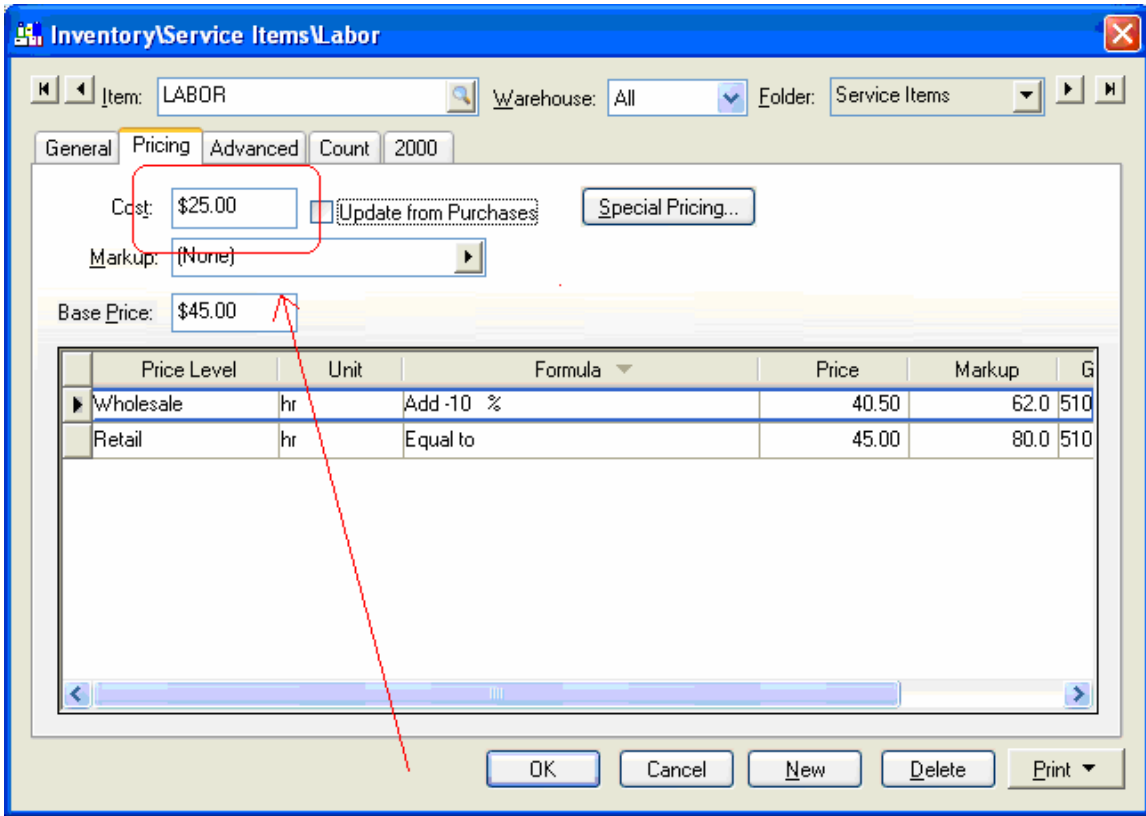 Inventory\Service Items\Labor
Item: LABOR Warehouse: All Folder: Service Items
General Pricing Advanced Count 2000
Cost: $25.00 Update from Purchases Special Pricing...
Markup: (None)
Base Price: $45.00
Price Level Unit Formula Price Markup G
Wholesale hr Add -10 % 40.50 62.0 510
Retail hr Equal to 45.00 80.0 510
OK Cancel New Delete Print